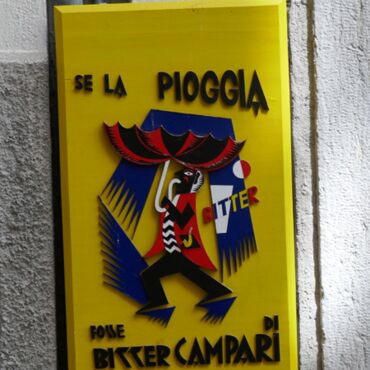 SE LA PIOGGIA
BITTER
FOSSE DI
BITTER CAMPARI